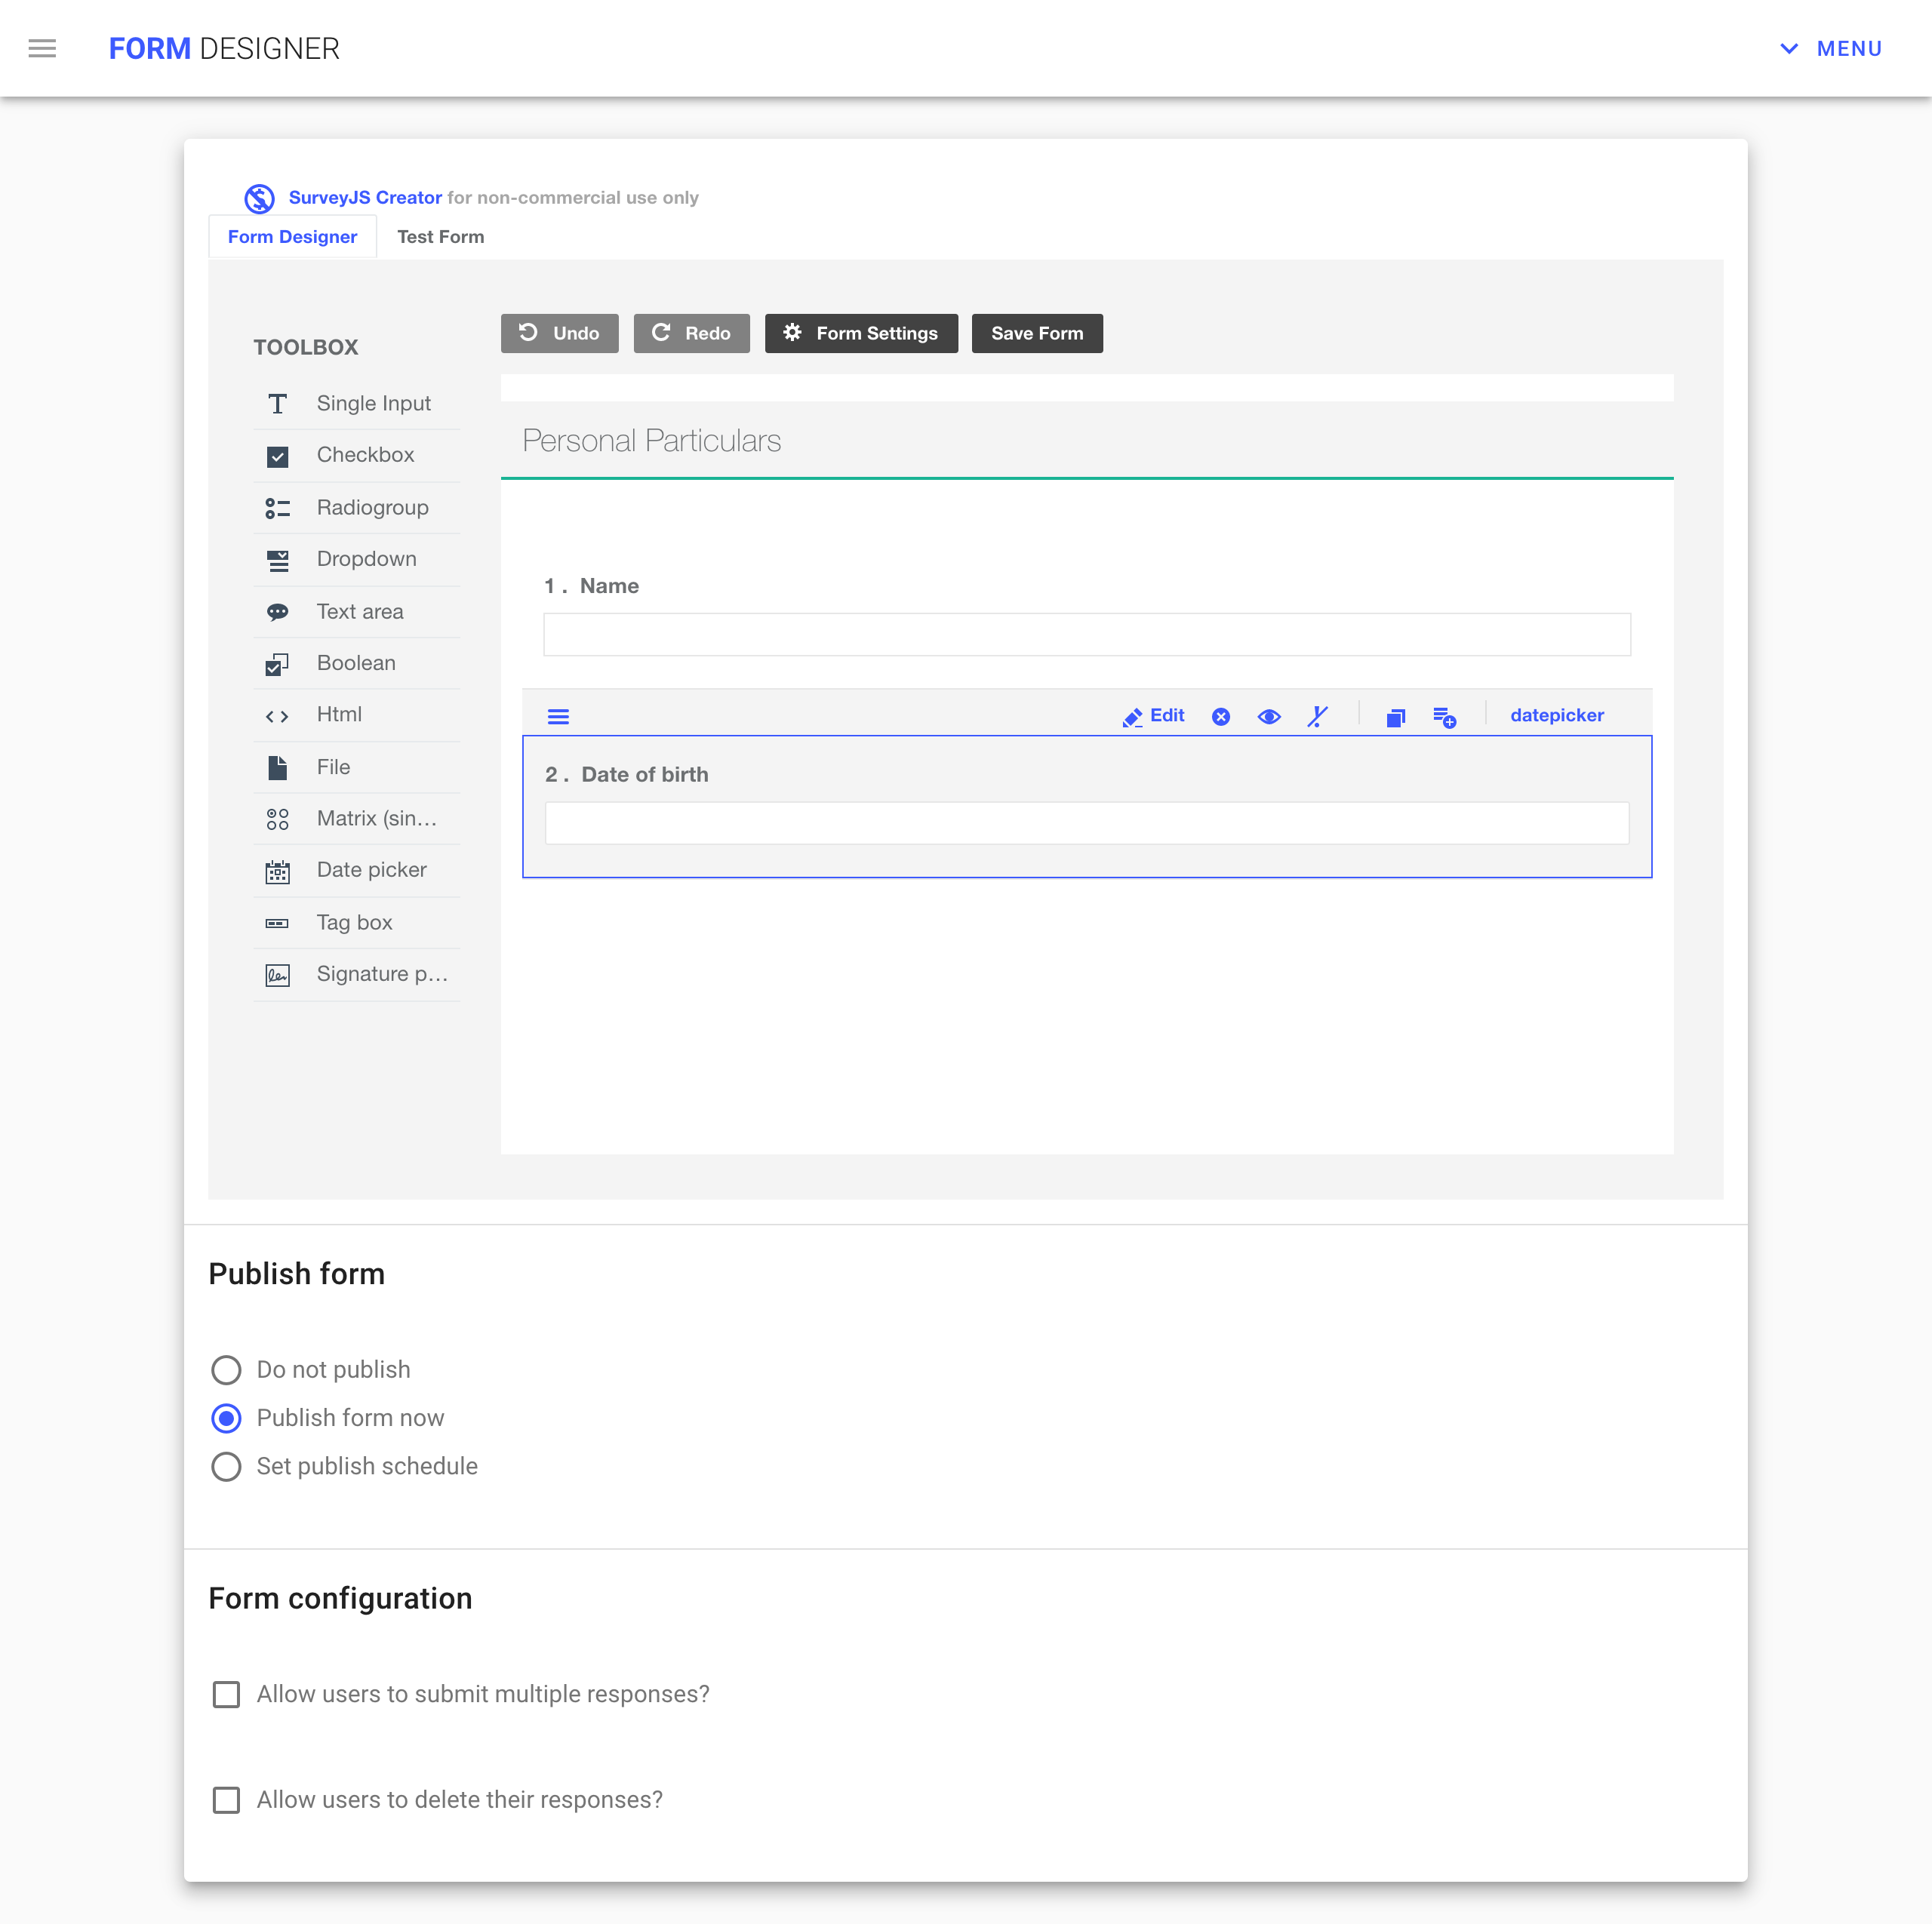 FORM DESIGNER
MENU
SurveyJS Creator for non-commercial use only
Form Designer
Test Form
TOOLBOX
Single Input
Checkbox
Radiogroup
Dropdown
Text area
Boolean
Html
File
Matrix (sin...
Date picker
Tag box
Signature p...
Undo
Redo
Form Settings
Save Form
Personal Particulars
1 . Name
Edit
datepicker
2 . Date of birth
Publish form
Do not publish
Publish form now
Set publish schedule
Form configuration
Allow users to submit multiple responses?
Allow users to delete their responses?